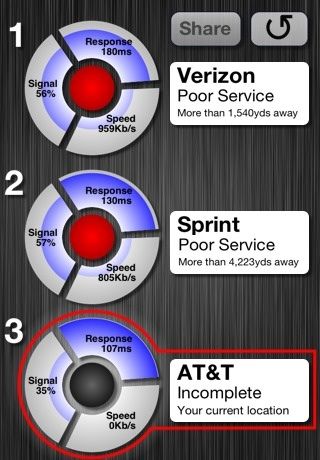 Share
1
Response
180ms
Signal
56%
Speed
959Kb/s
Verizon
Poor Service
More than 1,540yds away
2
Response
130ms
Signal
57%
Speed
805Kb/s
Sprint
Poor Service
More than 4,223yds away
3
Response
107ms
Signal
35%
Speed
0Kb/s
AT&T
Incomplete
Your current location